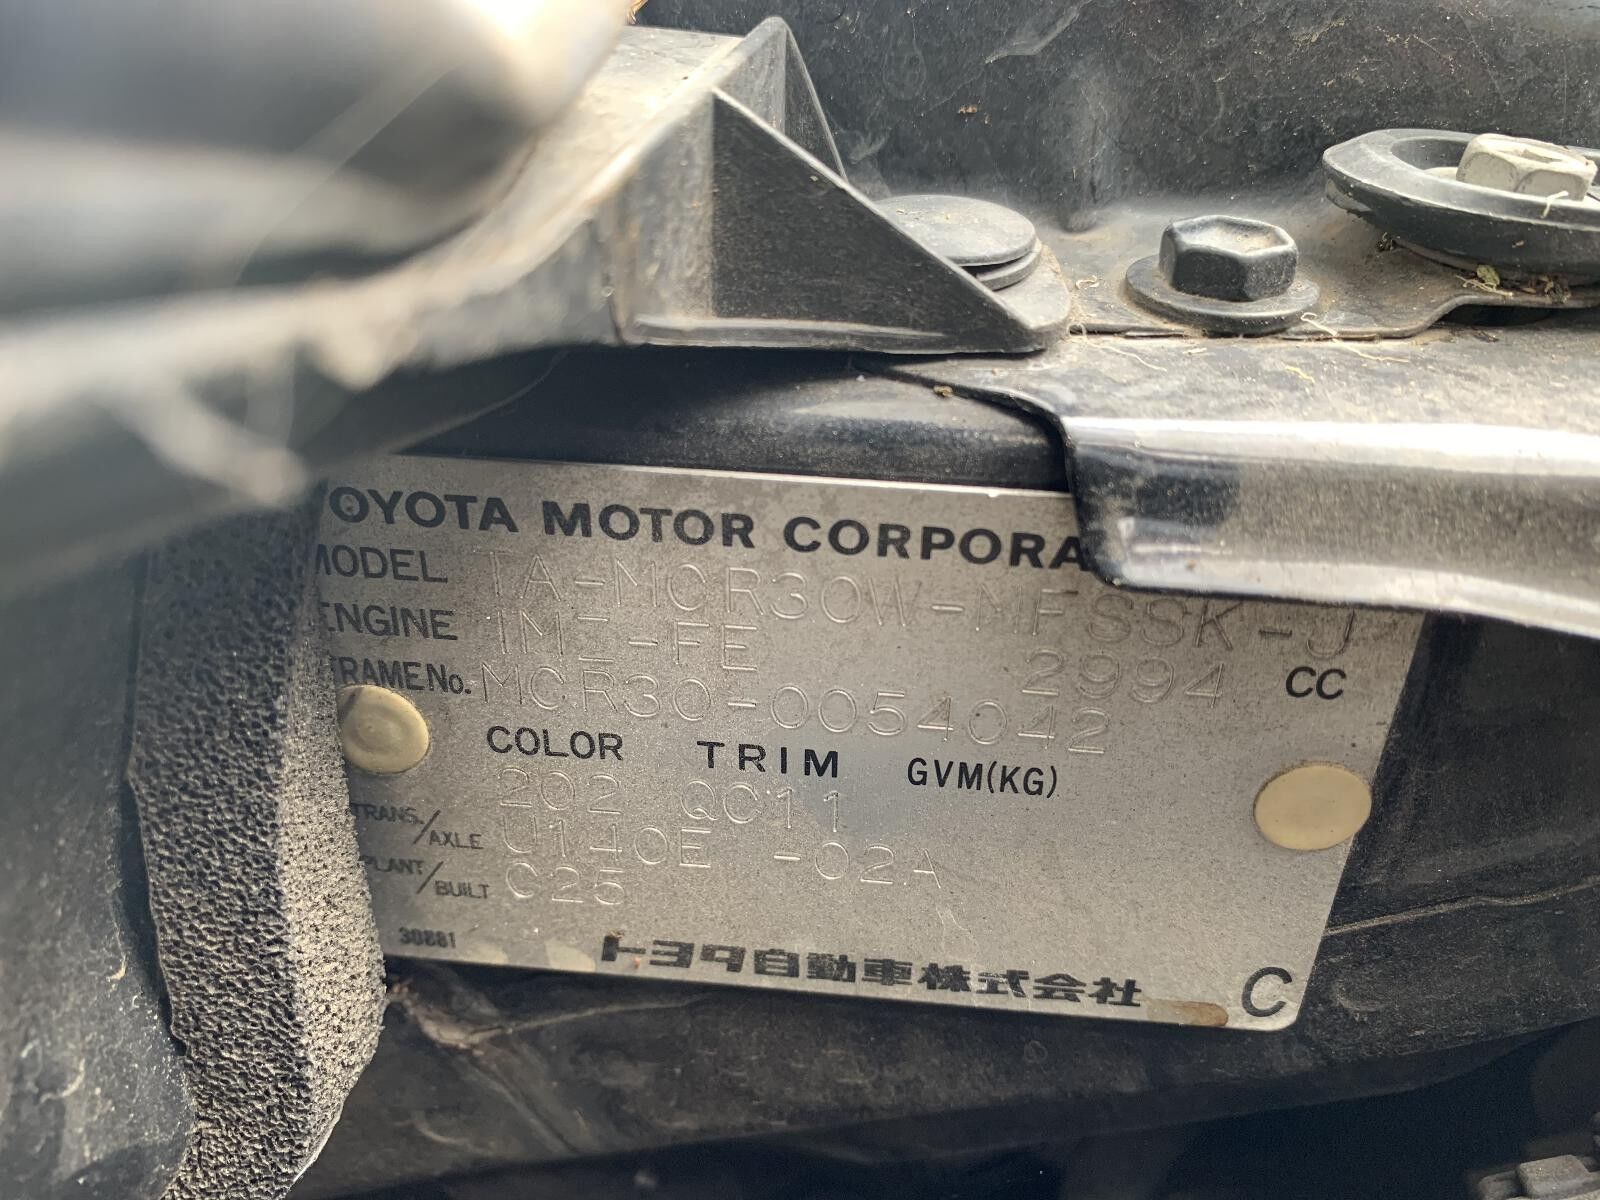 TOYOTA MOTOR CORPORA
MODEL TA-MCR30W-MFSSK-J
ENGINE 1MZ-FE 2994 CC
FRAME No. MCR30-0054042
COLOR TRIM GVM(KG)
202 QC11
TRANS./AXLE U140E -02A
PLANT/BUILT C25
30881
トヨタ自動車株式会社 C